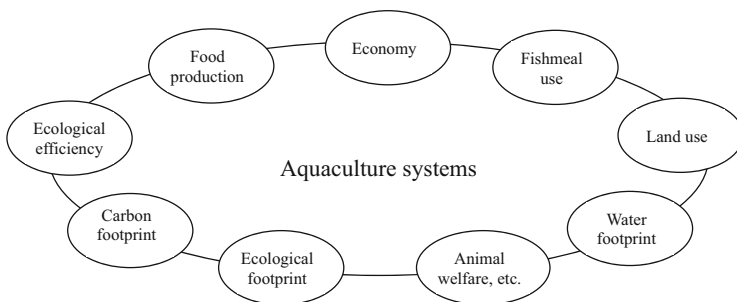 Economy
Food
production
Fishmeal
use
Ecological
efficiency
Land use
Aquaculture systems
Carbon
footprint
Water
footprint
Ecological
footprint
Animal
welfare, etc.